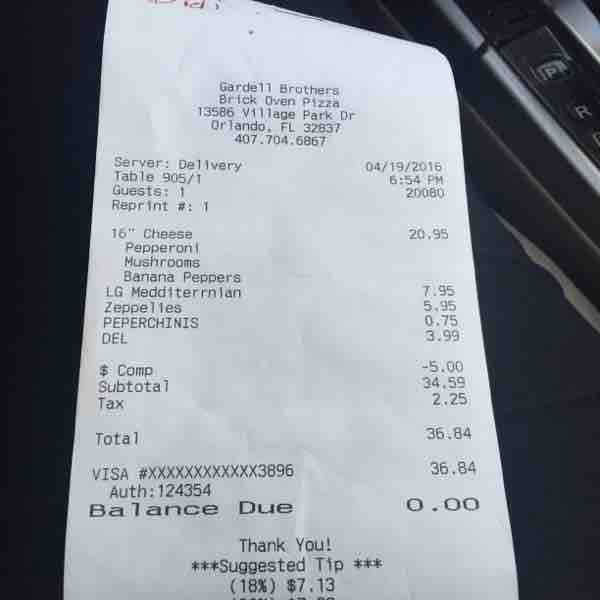 Gardell Brothers
Brick Oven Pizza
13586 Village Park Dr
Orlando, FL 32837
407.704.6867
Server: Delivery 04/19/2016
Table 905/1 6:54 PM
Guests: 1 20080
Reprint #: 1
16" Cheese 20.95
Pepperoni
Mushrooms
Banana Peppers
LG Medditerrnian 7.95
Zeppelies 5.95
PEPERCHINIS 0.75
DEL 3.99
$ Comp -5.00
Subtotal 34.59
Tax 2.25
Total 36.84
VISA #XXXXXXXXXXXX3896 36.84
Auth:124354
Balance Due 0.00
Thank You!
***Suggested Tip ***
(18%) $7.13
P
R